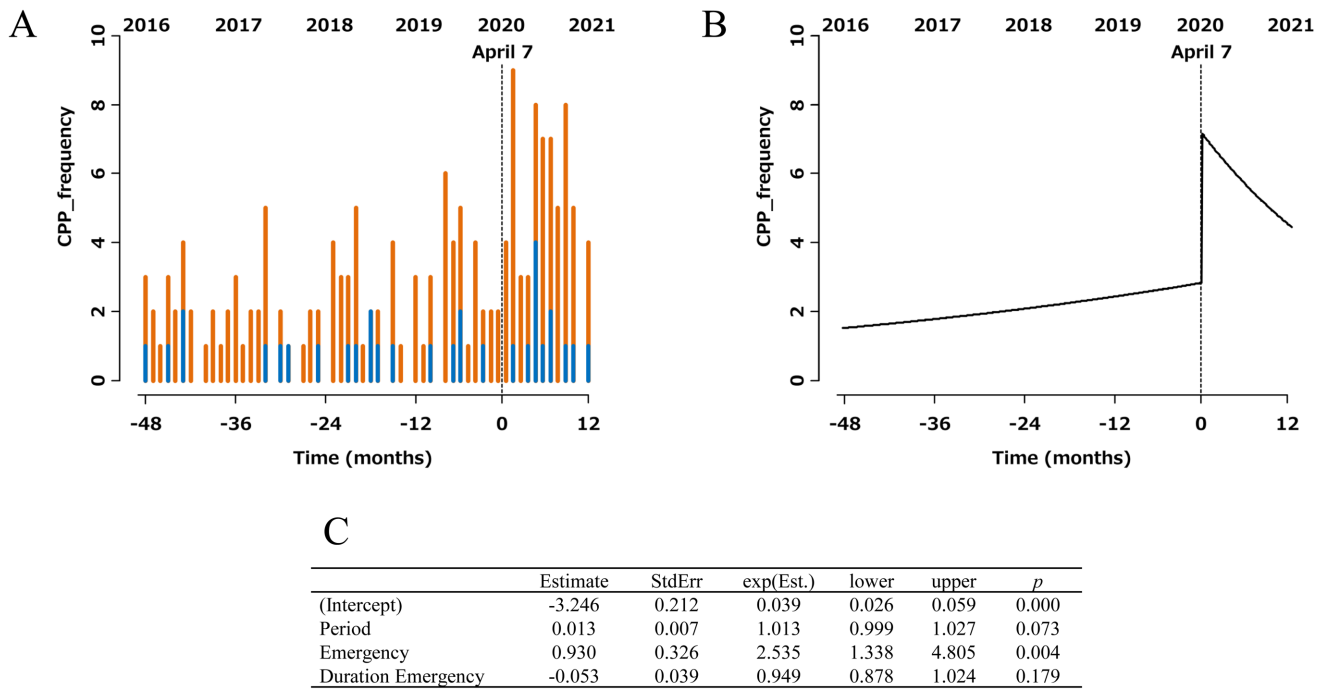 A
2016 2017 2018 2019 2020 2021
April 7
10
8
6
4
2
0
CPP_frequency
-48 -36 -24 -12 0 12
Time (months)
B
2016 2017 2018 2019 2020 2021
April 7
10
8
6
4
2
0
CPP_frequency
-48 -36 -24 -12 0 12
Time (months)
C
Estimate StdErr exp(Est.) lower upper p
(Intercept) -3.246 0.212 0.039 0.026 0.059 0.000
Period 0.013 0.007 1.013 0.999 1.027 0.073
Emergency 0.930 0.326 2.535 1.338 4.805 0.004
Duration Emergency -0.053 0.039 0.949 0.878 1.024 0.179